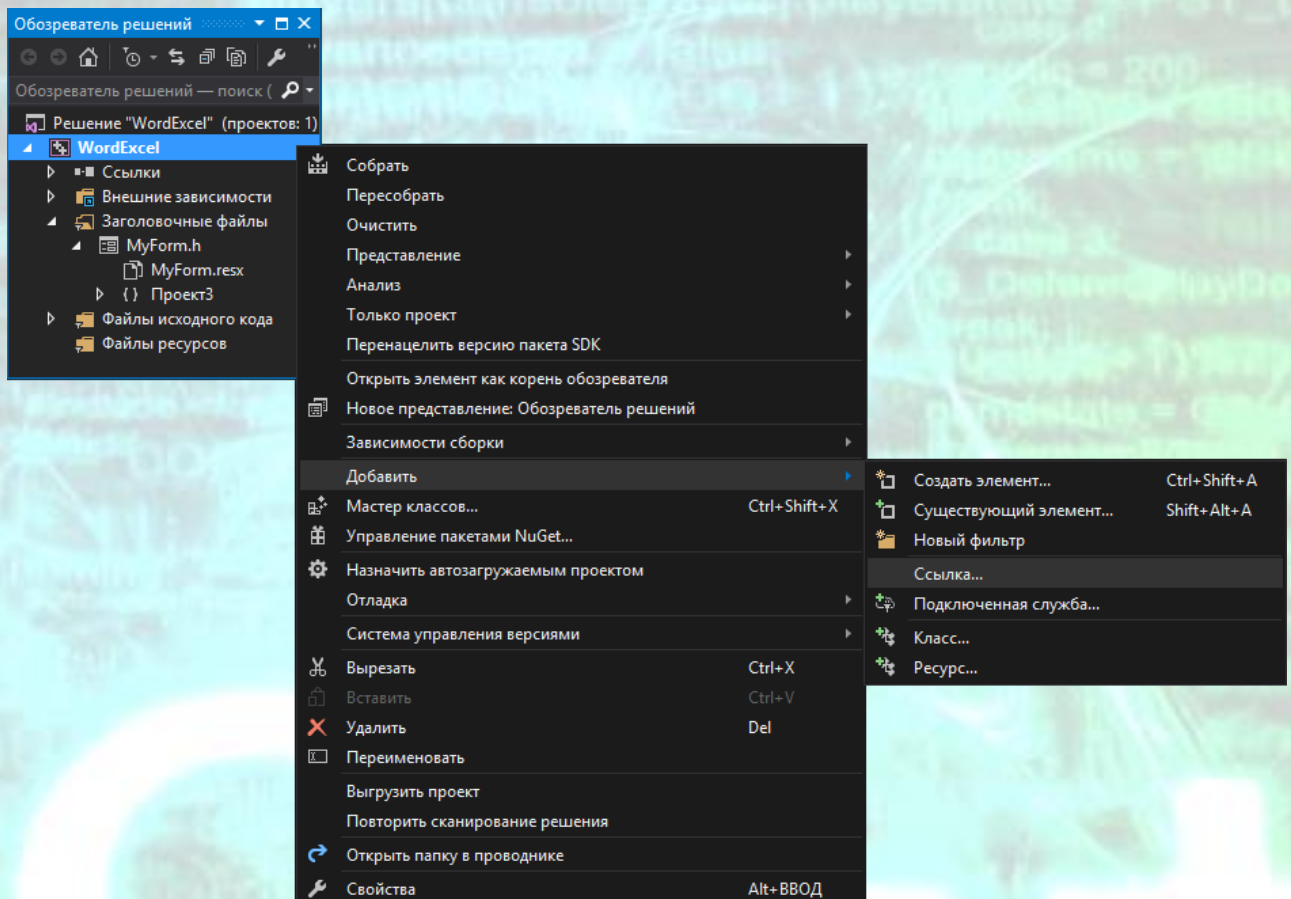 Обозреватель решений
Обозреватель решений — поиск (
Решение "WordExcel" (проектов: 1)
WordExcel
Ссылки
Внешние зависимости
Заголовочные файлы
MyForm.h
MyForm.resx
{ } Проект3
Файлы исходного кода
Файлы ресурсов
Собрать
Пересобрать
Очистить
Представление
Анализ
Только проект
Перенацелить версию пакета SDK
Открыть элемент как корень обозревателя
Новое представление: Обозреватель решений
Зависимости сборки
Добавить
Мастер классов... Ctrl+Shift+X
Управление пакетами NuGet...
Назначить автозагружаемым проектом
Отладка
Система управления версиями
Вырезать Ctrl+X
Вставить Ctrl+V
Удалить Del
Переименовать
Выгрузить проект
Повторить сканирование решения
Открыть папку в проводнике
Свойства Alt+ВВОД
Создать элемент... Ctrl+Shift+A
Существующий элемент... Shift+Alt+A
Новый фильтр
Ссылка...
Подключенная служба...
Класс...
Ресурс...
= 200